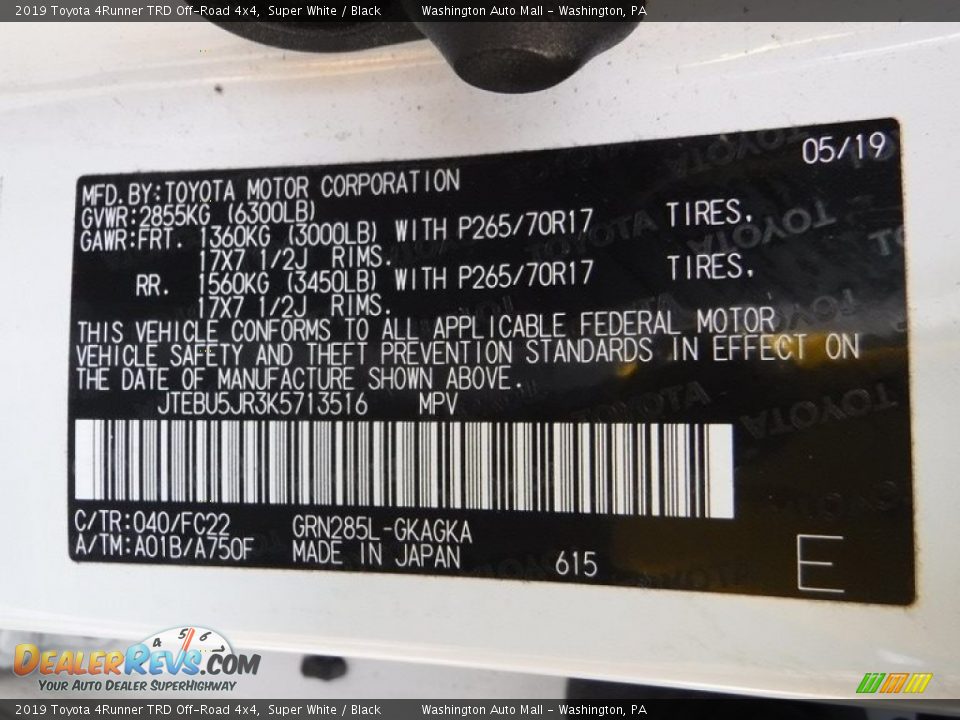 2019 Toyota 4Runner TRD Off-Road 4x4, Super White / Black Washington Auto Mall - Washington, PA
05/19
MFD.BY:TOYOTA MOTOR CORPORATION
GVWR:2855KG (6300LB)
GAWR:FRT. 1360KG (3000LB) WITH P265/70R17 TIRES,
17X7 1/2J RIMS.
RR. 1560KG (3450LB) WITH P265/70R17 TIRES,
17X7 1/2J RIMS.
THIS VEHICLE CONFORMS TO ALL APPLICABLE FEDERAL MOTOR
VEHICLE SAFETY AND THEFT PREVENTION STANDARDS IN EFFECT ON
THE DATE OF MANUFACTURE SHOWN ABOVE.
JTEBU5JR3K5713516 MPV
C/TR:040/FC22 GRN285L-GKAGKA
A/TM:A01B/A750F MADE IN JAPAN 615 E
4 5 6
DEALERREVS.COM
YOUR AUTO DEALER SUPERHIGHWAY
2019 Toyota 4Runner TRD Off-Road 4x4, Super White / Black Washington Auto Mall - Washington, PA